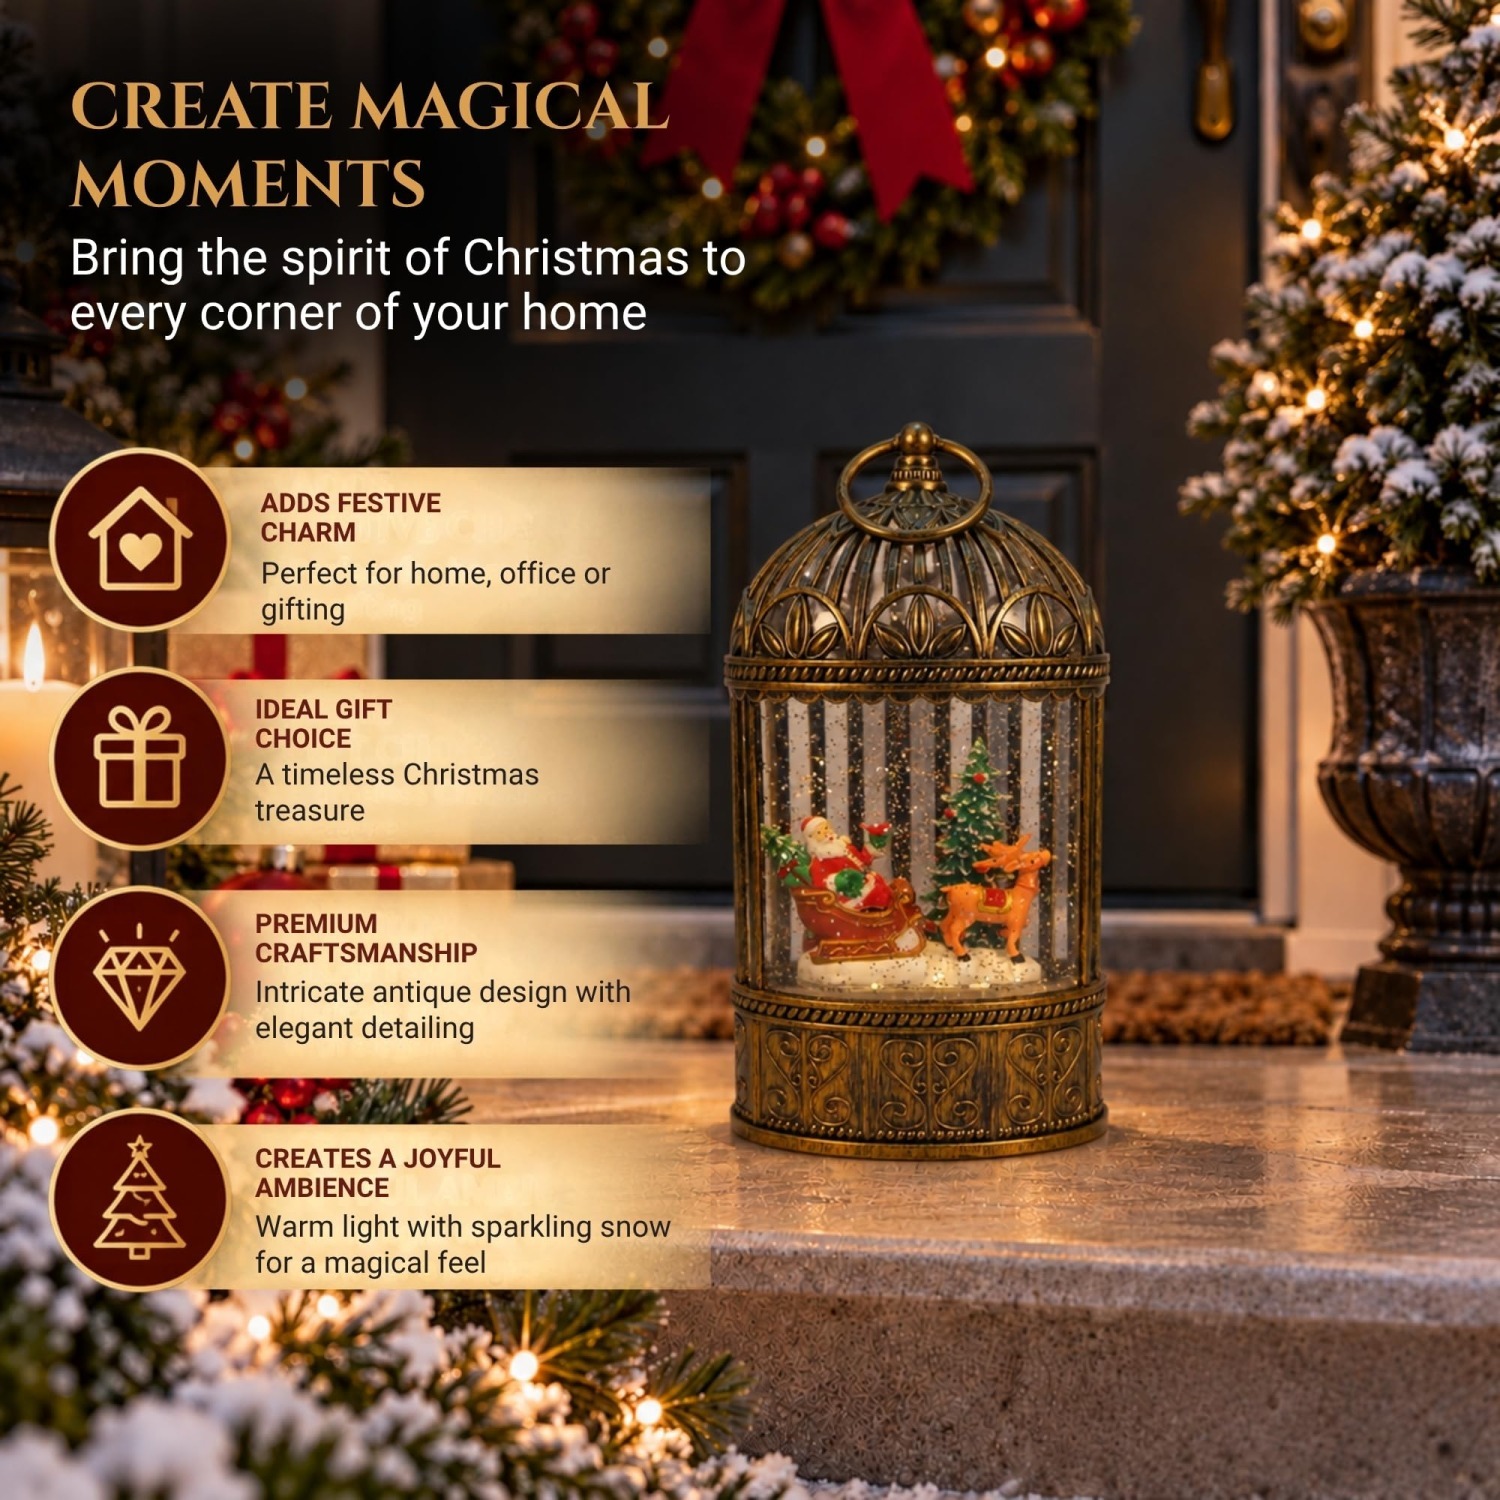 CREATE MAGICAL
MOMENTS
Bring the spirit of Christmas to
every corner of your home
ADDS FESTIVE
CHARM
Perfect for home, office or
gifting
IDEAL GIFT
CHOICE
A timeless Christmas
treasure
PREMIUM
CRAFTSMANSHIP
Intricate antique design with
elegant detailing
CREATES A JOYFUL
AMBIENCE
Warm light with sparkling snow
for a magical feel